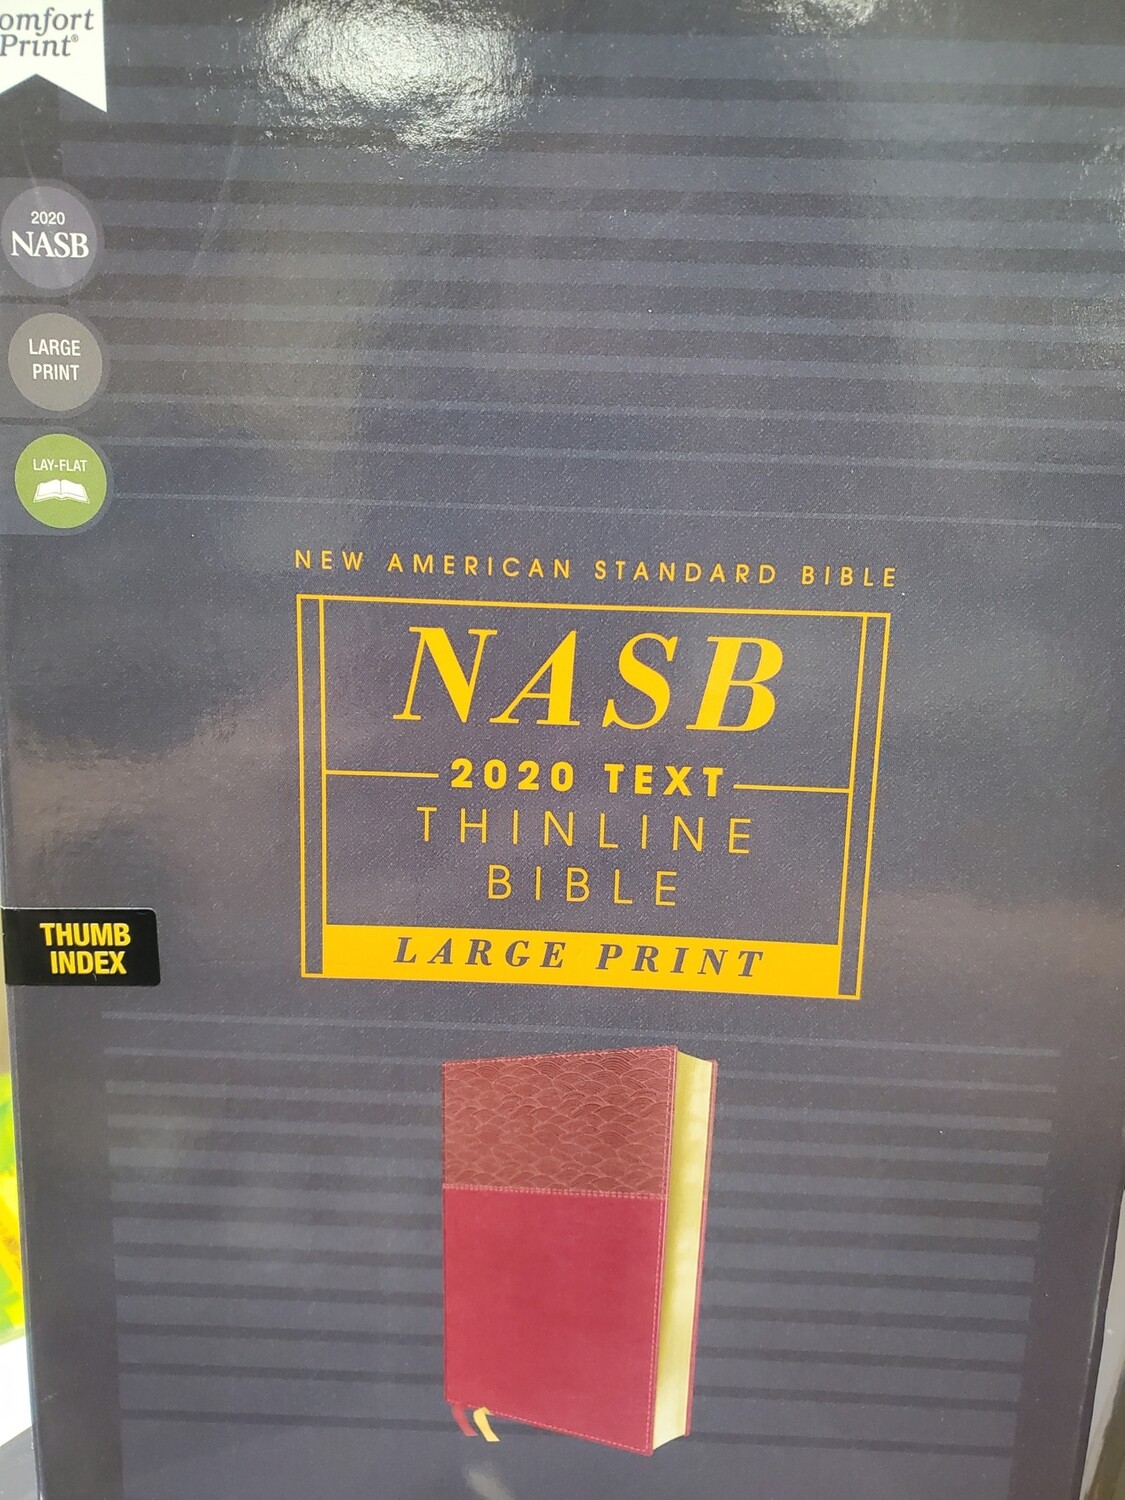 omfort
Print®
2020
NASB
LARGE
PRINT
LAY-FLAT
NEW AMERICAN STANDARD BIBLE
NASB
2020 TEXT
THINLINE
BIBLE
LARGE PRINT
THUMB
INDEX